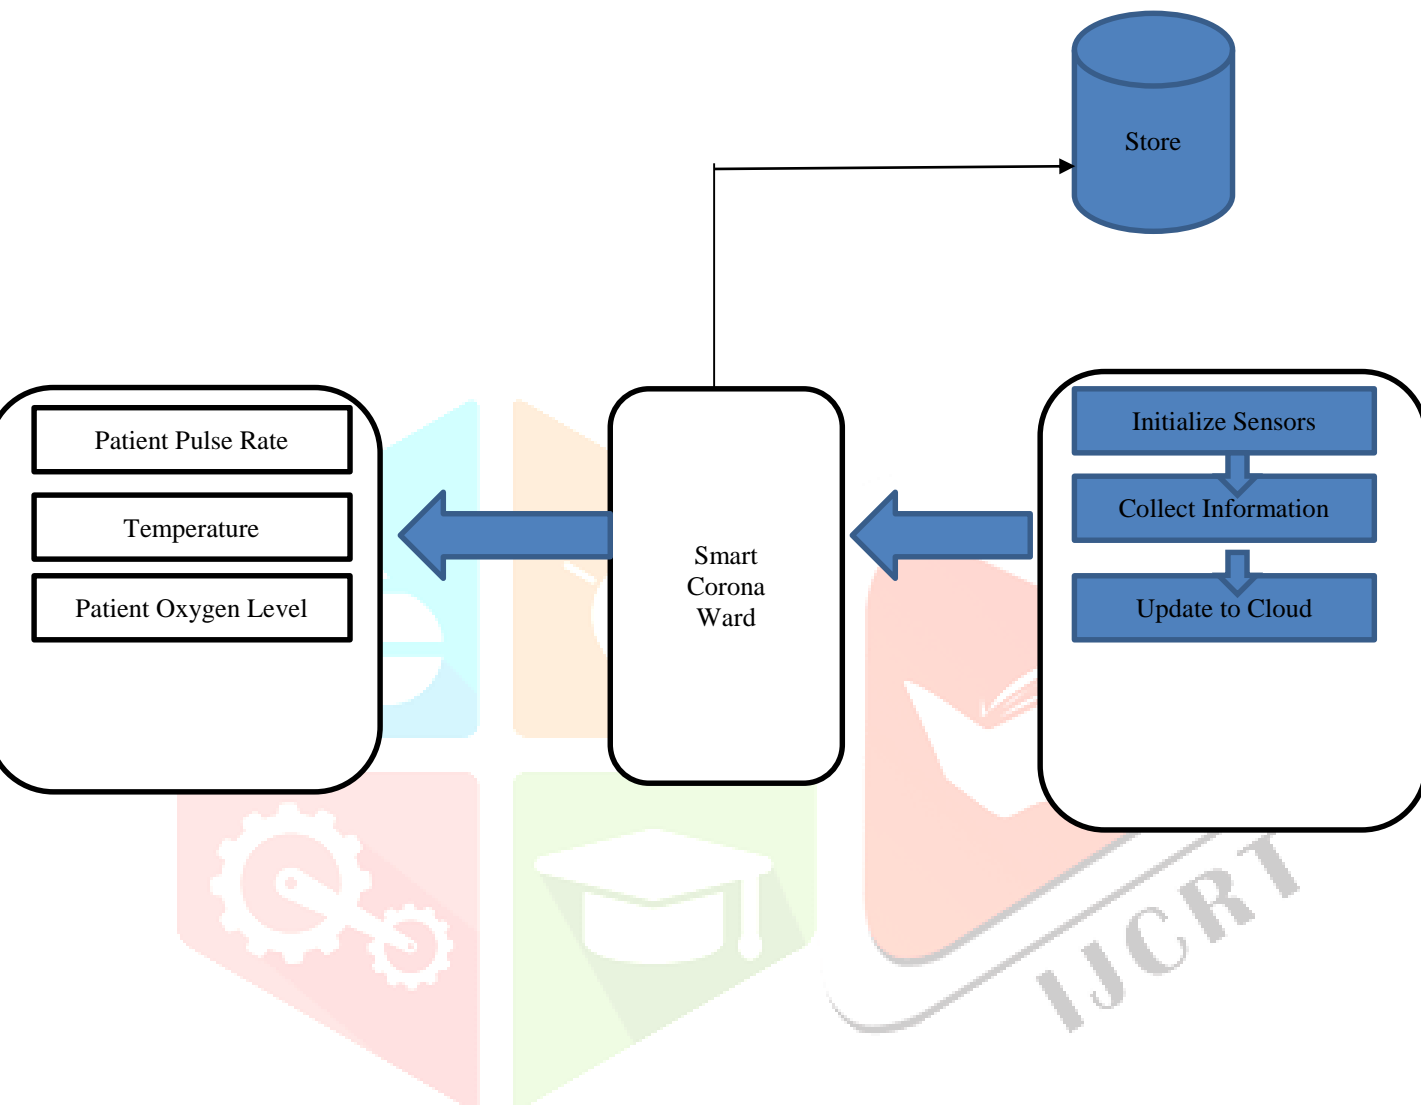 Store
Patient Pulse Rate
Temperature
Patient Oxygen Level
Smart
Corona
Ward
Initialize Sensors
Collect Information
Update to Cloud
IJCRT